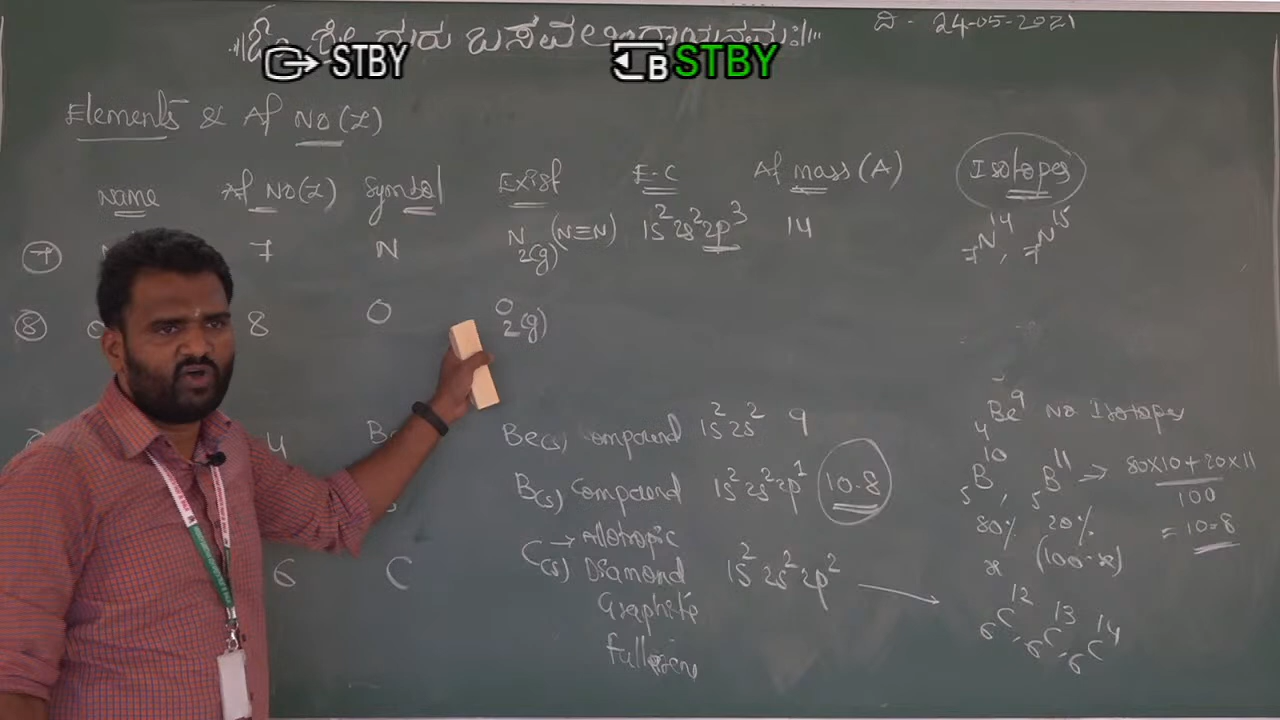 ದಿ - 24-05-2021
STBY B STBY
Elements & At No (Z)
Name At No (Z) Symbol Exist E-C At mass (A) Isotopes
7 7 N N2(g) (N≡N) 1s² 2s² 2p³ 14 ₇N¹⁴, ₇N¹⁵
8 8 O O2(g)
4 Be Be(s) Compound 1s² 2s² 9 ₄Be⁹ No Isotopes
B(s) Compound 1s² 2s² 2p¹ 10.8 ₅B¹⁰, ₅B¹¹ → 80x10 + 20x11
100
80% 20% = 10.8
x (100-x)
6 C C(s) → Allotropic
Diamond 1s² 2s² 2p² → ₆C¹², ₆C¹³, ₆C¹⁴
Graphite